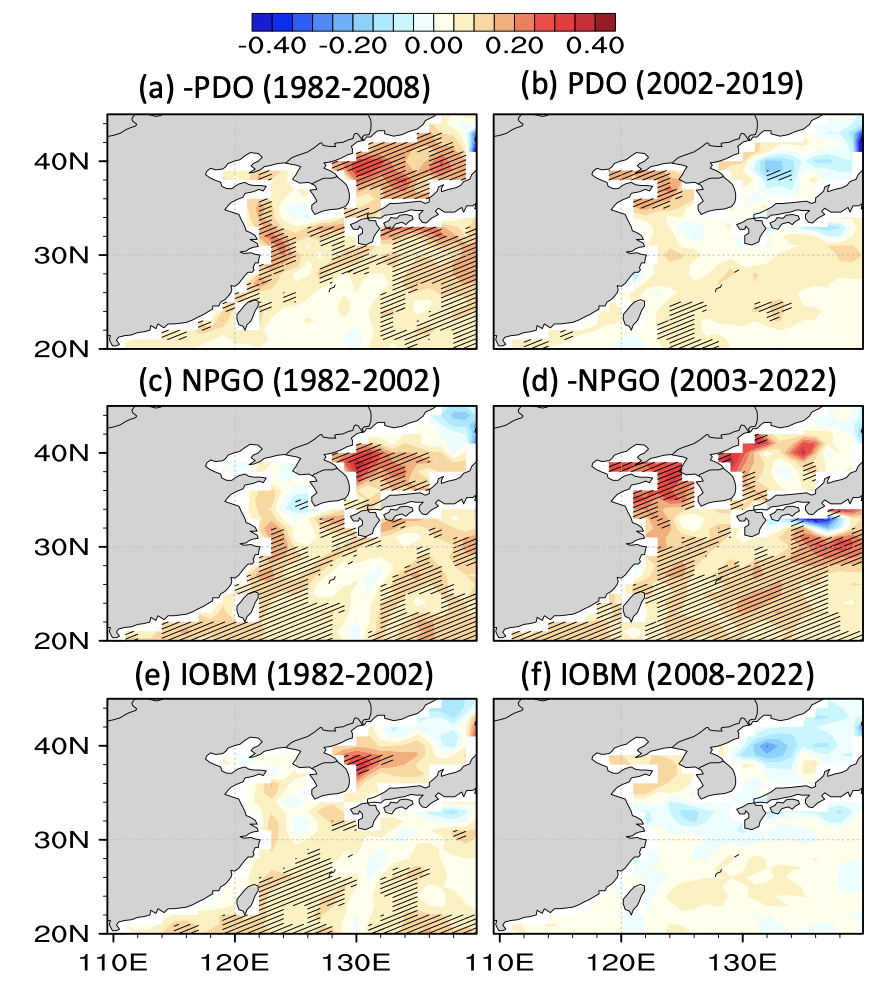 -0.40 -0.20 0.00 0.20 0.40
(a) -PDO (1982-2008) (b) PDO (2002-2019)
40N
30N
20N
(c) NPGO (1982-2002) (d) -NPGO (2003-2022)
40N
30N
20N
(e) IOBM (1982-2002) (f) IOBM (2008-2022)
40N
30N
20N
110E 120E 130E 110E 120E 130E